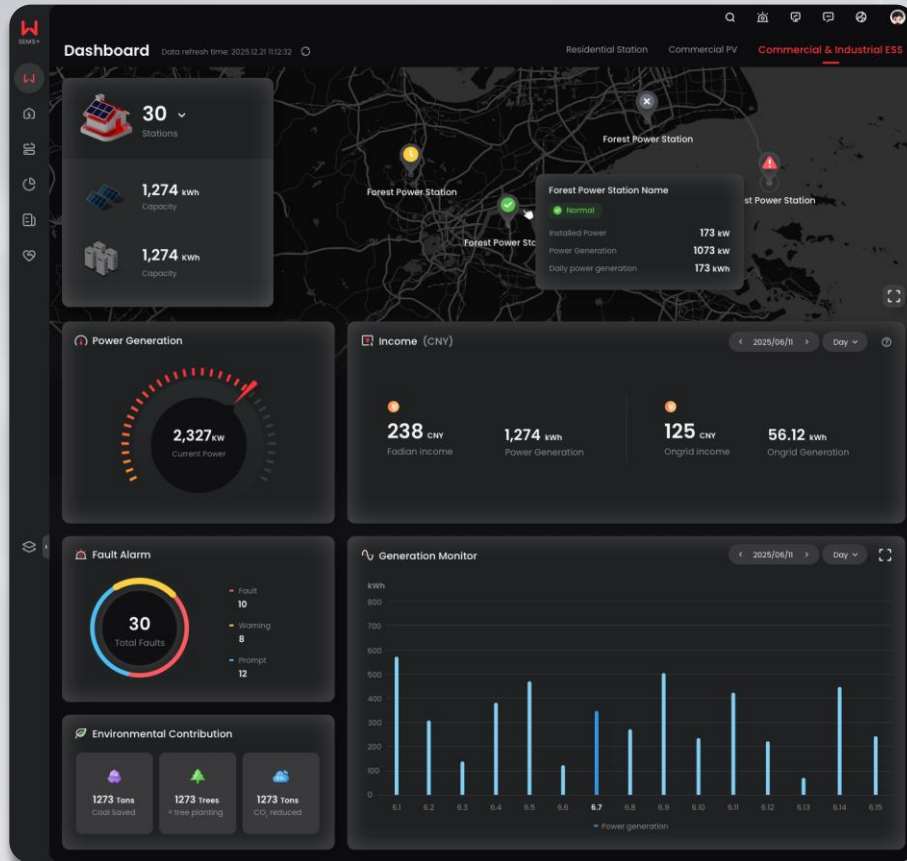 SEMS+
Dashboard
Data refresh time: 2025.12.21 11:12:32
Residential Station
Commercial PV
Commercial & Industrial ESS
30
Stations
1,274 kWh
Capacity
1,274 kWh
Capacity
Forest Power Station
Forest Power Station
Forest Power Sta
st Power Station
Forest Power Station Name
Normal
Installed Power 173 kW
Power Generation 1073 kW
Daily power generation 173 kWh
Power Generation
2,327 KW
Current Power
Income (CNY)
< 2025/06/11 >
Day
238 CNY
Fadian income
1,274 kWh
Power Generation
125 CNY
Ongrid income
56.12 kWh
Ongrid Generation
Fault Alarm
30
Total Faults
Fault
10
Warning
8
Prompt
12
Generation Monitor
< 2025/06/11 >
Day
kWh
800
700
600
500
400
300
200
100
0
6.1 6.2 6.3 6.4 6.5 6.6 6.7 6.8 6.9 6.10 6.11 6.12 6.13 6.14 6.15
Power generation
Environmental Contribution
1273 Tons
Coal Saved
1273 Trees
≈ tree planting
1273 Tons
CO₂ reduced